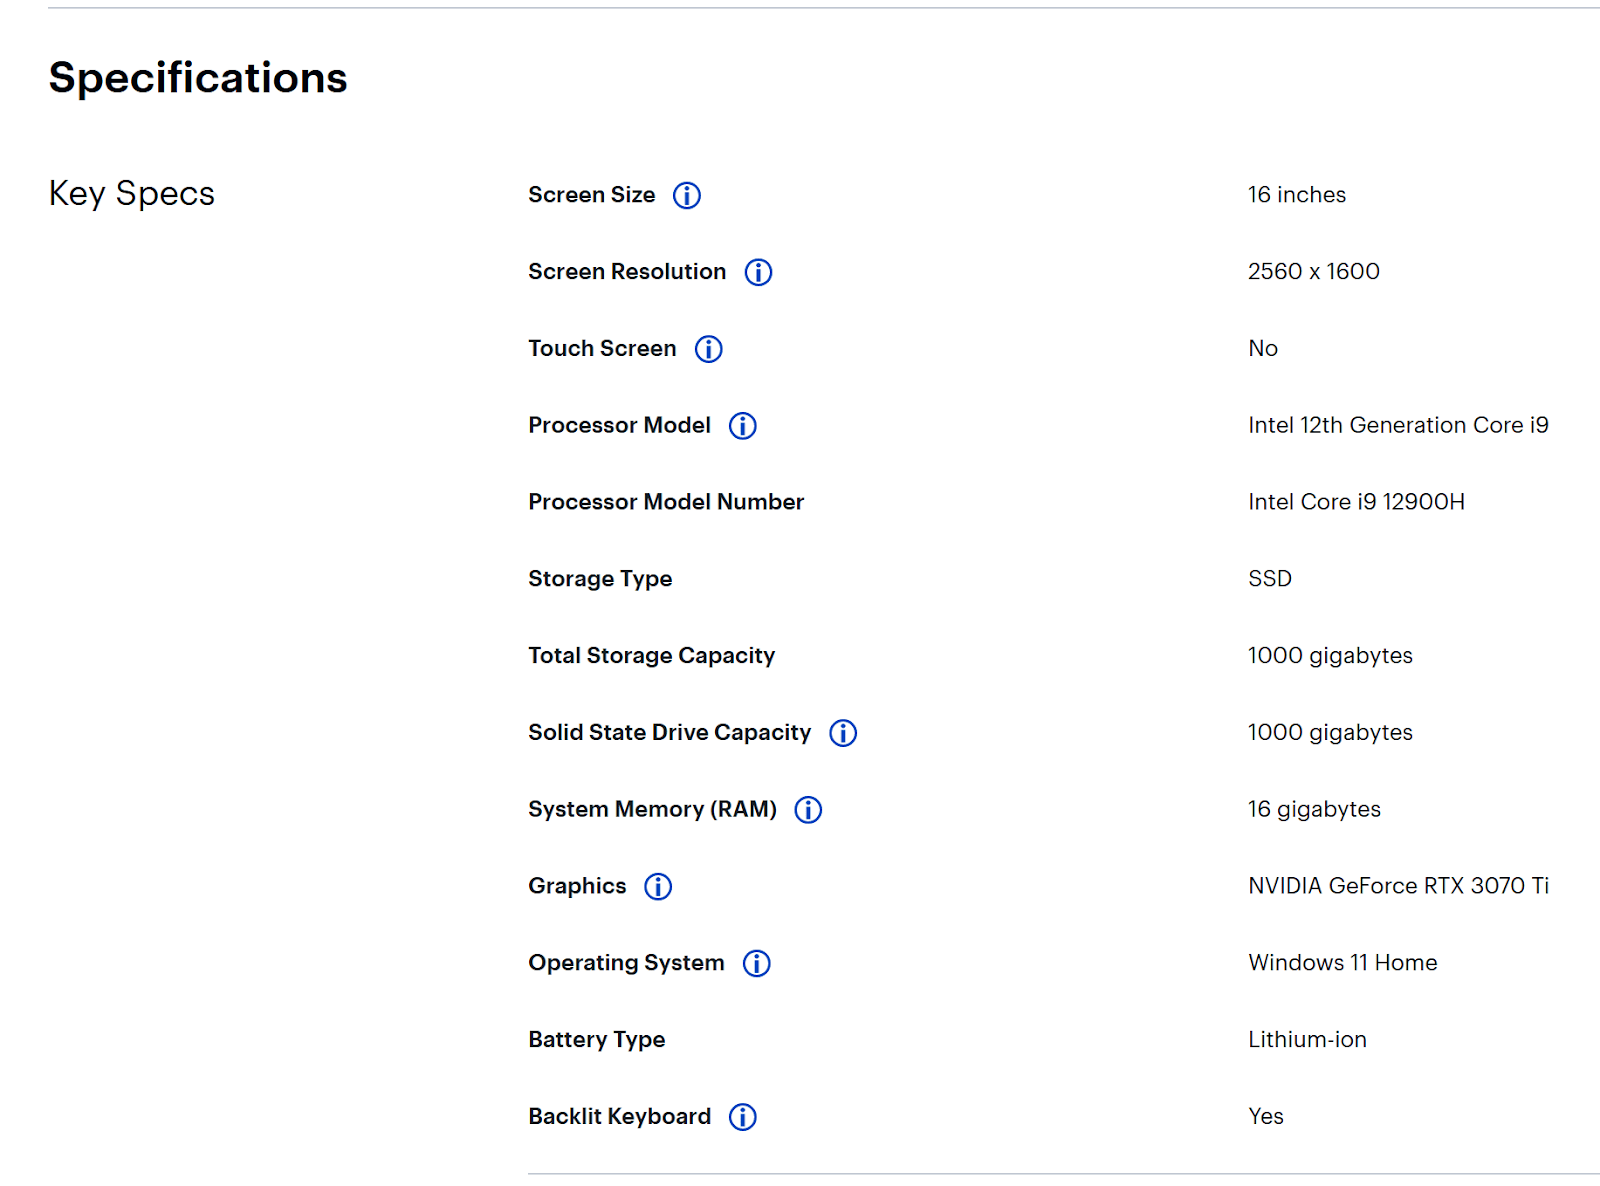 Specifications
Key Specs
Screen Size 16 inches
Screen Resolution 2560 x 1600
Touch Screen No
Processor Model Intel 12th Generation Core i9
Processor Model Number Intel Core i9 12900H
Storage Type SSD
Total Storage Capacity 1000 gigabytes
Solid State Drive Capacity 1000 gigabytes
System Memory (RAM) 16 gigabytes
Graphics NVIDIA GeForce RTX 3070 Ti
Operating System Windows 11 Home
Battery Type Lithium-ion
Backlit Keyboard Yes